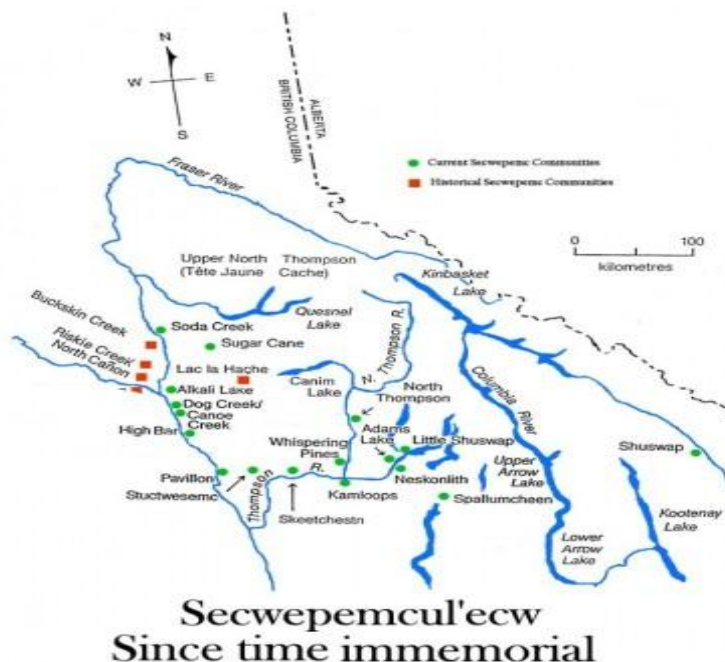 N
W E
S
ALBERTA
BRITISH COLUMBIA
Fraser River
Current Secwepemc Communities
Historical Secwepemc Communities
0 100
kilometres
Upper North Thompson
(Tête Jaune Cache)
Kinbasket
Lake
Buckskin Creek
Riskie Creek
North Cañon
Soda Creek
Quesnel
Lake
Sugar Cane
Lac la Hache
Canim
Lake
N. Thompson R.
North
Thompson
Columbia River
Alkali Lake
Dog Creek/
Canoe
Creek
High Bar
Adams
Lake
Little Shuswap
Whispering
Pines
Shuswap
Upper
Arrow
Lake
Neskonlith
Pavilion
Stuctwesemc
Thompson R.
Kamloops
Spallumcheen
Skeetchestn
Kootenay
Lake
Lower
Arrow
Lake
Secwepemcul'ecw
Since time immemorial